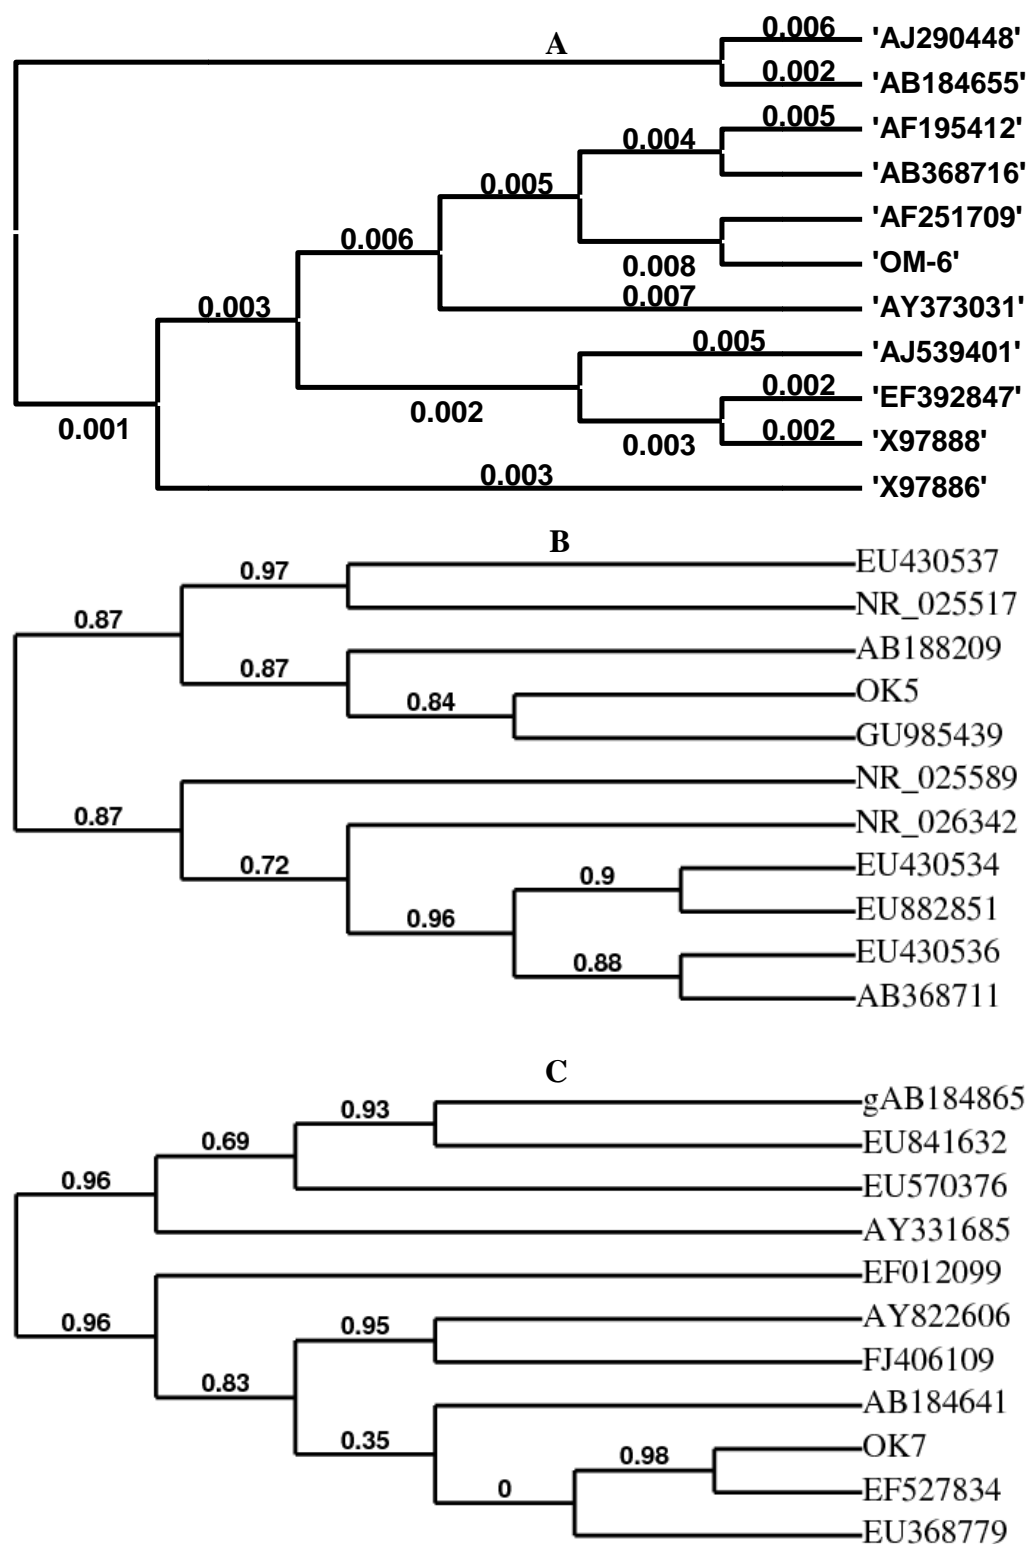 A
0.006
'AJ290448'
0.002
'AB184655'
0.005
'AF195412'
0.004
'AB368716'
0.005
'AF251709'
0.006
'OM-6'
0.008
0.007
'AY373031'
0.003
0.005
'AJ539401'
0.002
'EF392847'
0.002
0.001
0.003
0.002
'X97888'
0.003
'X97886'
B
EU430537
0.97
NR_025517
0.87
AB188209
0.87
OK5
0.84
GU985439
NR_025589
0.87
NR_026342
0.72
EU430534
0.9
EU882851
0.96
EU430536
0.88
AB368711
C
gAB184865
0.93
EU841632
0.69
0.96
EU570376
AY331685
EF012099
0.96
AY822606
0.95
FJ406109
0.83
AB184641
0.35
OK7
0.98
0
EF527834
EU368779